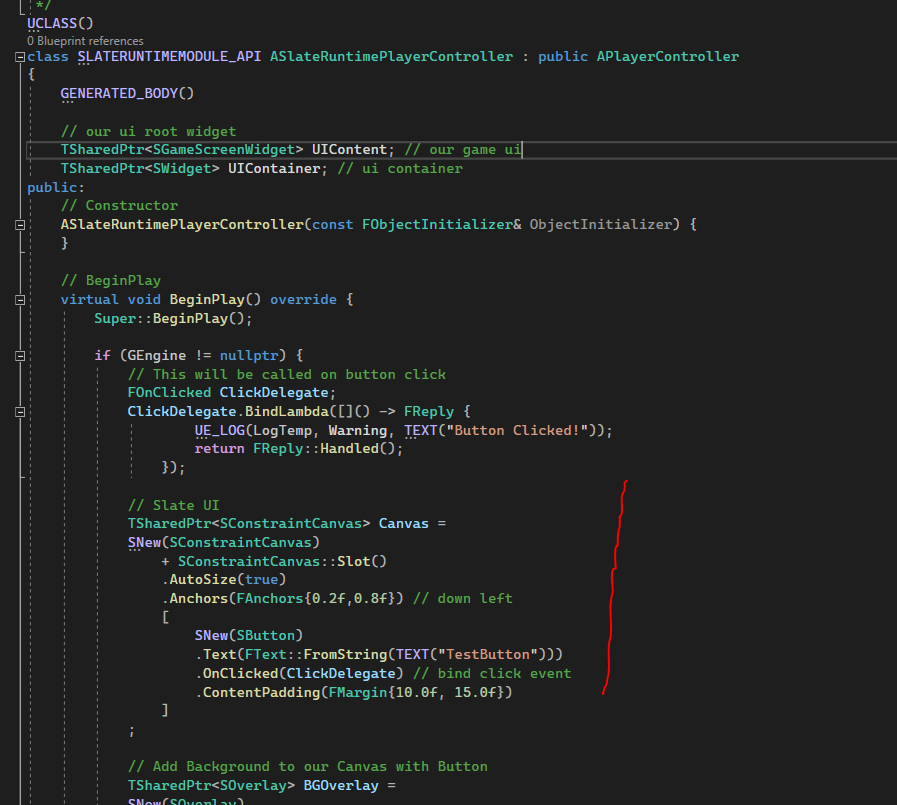 */
UCLASS()
0 Blueprint references
class SLATERUNTIMEMODULE_API ASlateRuntimePlayerController : public APlayerController
{
    GENERATED_BODY()

    // our ui root widget
    TSharedPtr<SGameScreenWidget> UIContent; // our game ui
    TSharedPtr<SWidget> UIContainer; // ui container
public:
    // Constructor
    ASlateRuntimePlayerController(const FObjectInitializer& ObjectInitializer) {
    }

    // BeginPlay
    virtual void BeginPlay() override {
        Super::BeginPlay();

        if (GEngine != nullptr) {
            // This will be called on button click
            FOnClicked ClickDelegate;
            ClickDelegate.BindLambda([]() -> FReply {
                    UE_LOG(LogTemp, Warning, TEXT("Button Clicked!"));
                    return FReply::Handled();
                });

            // Slate UI
            TSharedPtr<SConstraintCanvas> Canvas =
            SNew(SConstraintCanvas)
                + SConstraintCanvas::Slot()
                .AutoSize(true)
                .Anchors(FAnchors{0.2f,0.8f}) // down left
                [
                    SNew(SButton)
                    .Text(FText::FromString(TEXT("TestButton")))
                    .OnClicked(ClickDelegate) // bind click event
                    .ContentPadding(FMargin{10.0f, 15.0f})
                ]
            ;

            // Add Background to our Canvas with Button
            TSharedPtr<SOverlay> BGOverlay =
            SNew(SOverlay)